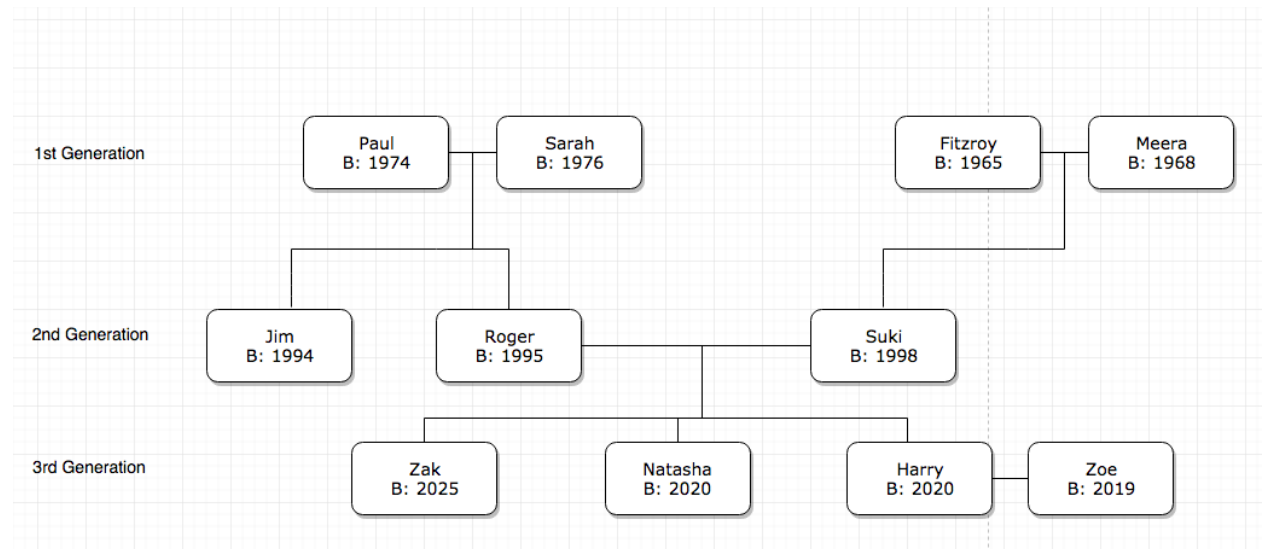 1st Generation
Paul
B: 1974
Sarah
B: 1976
Fitzroy
B: 1965
Meera
B: 1968
2nd Generation
Jim
B: 1994
Roger
B: 1995
Suki
B: 1998
3rd Generation
Zak
B: 2025
Natasha
B: 2020
Harry
B: 2020
Zoe
B: 2019